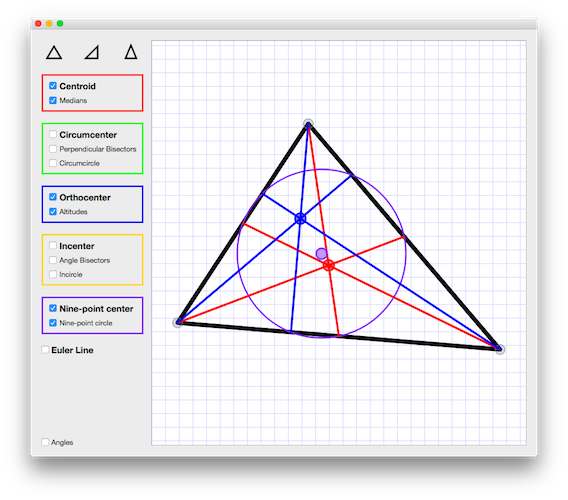 Centroid
Medians
Circumcenter
Perpendicular Bisectors
Circumcircle
Orthocenter
Altitudes
Incenter
Angle Bisectors
Incircle
Nine-point center
Nine-point circle
Euler Line
Angles